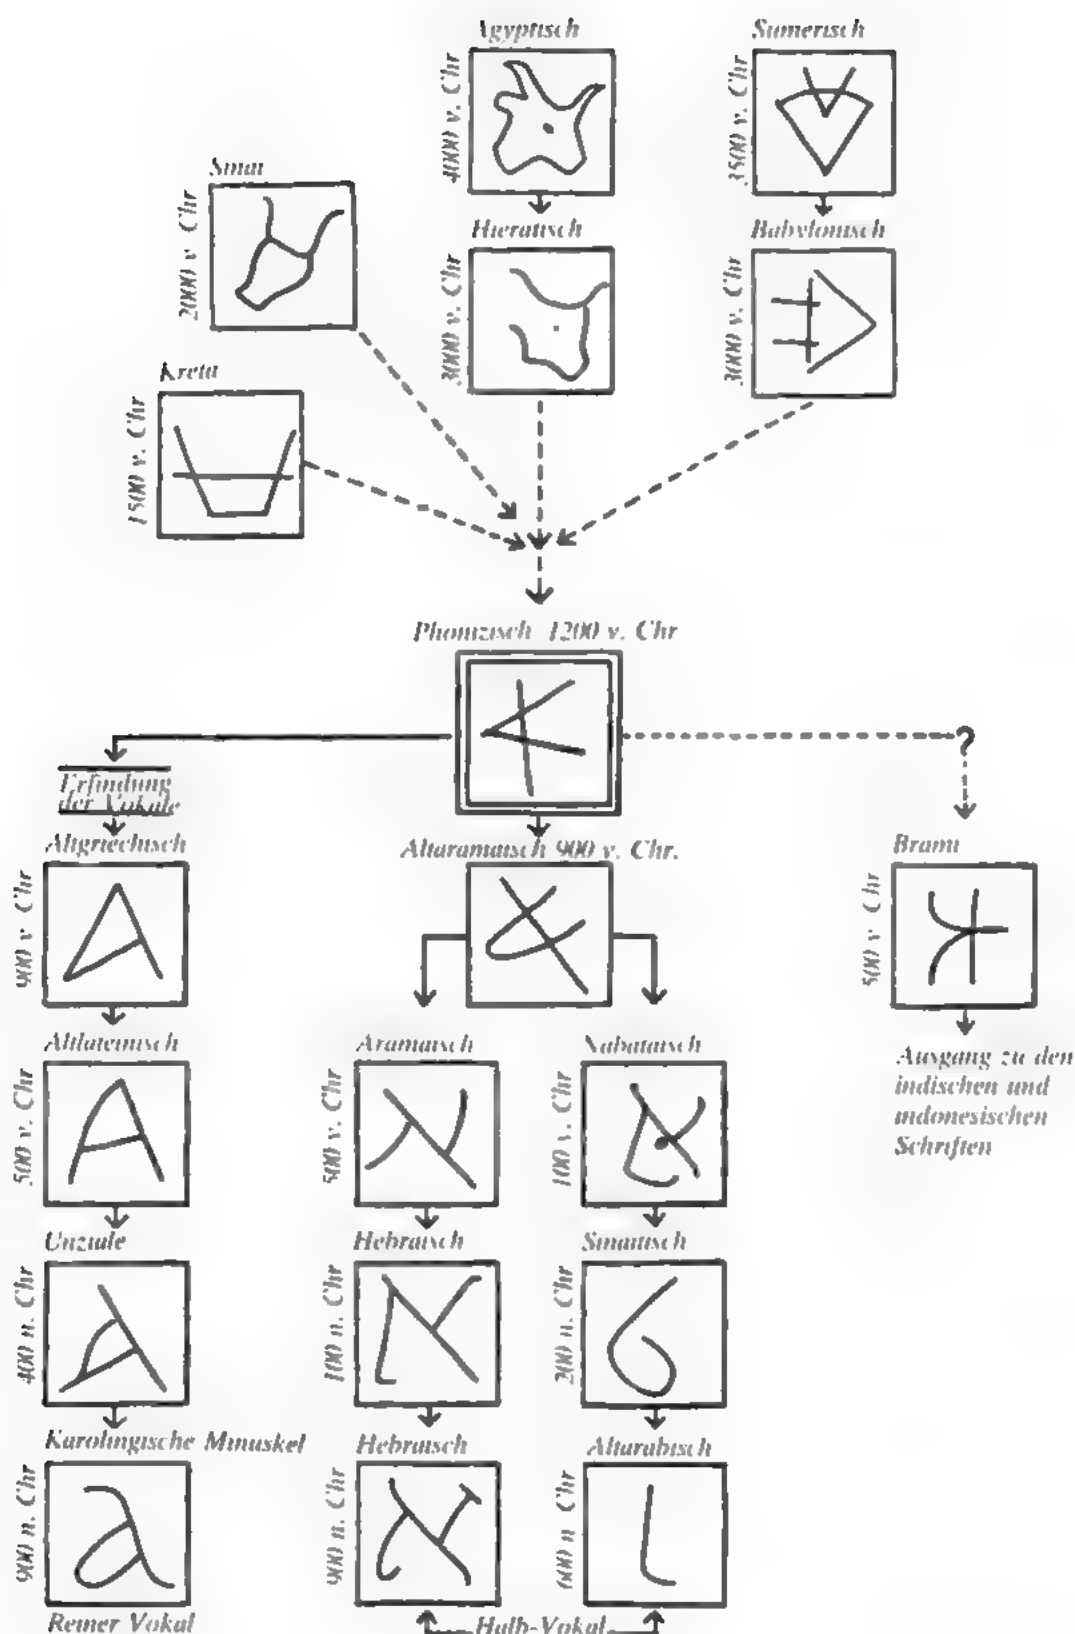 Ägyptisch
4000 v. Chr
Sumerisch
3500 v. Chr
Sinai
2000 v. Chr
Hieratisch
3000 v. Chr
Babylonisch
3000 v. Chr
Kreta
1500 v. Chr
Phönizisch 1200 v. Chr
?
Erfindung
der Vokale
Altgriechisch
900 v. Chr
Altaramäisch 900 v. Chr.
Brami
500 v. Chr
Ausgang zu den
indischen und
indonesischen
Schriften
Altlateinisch
500 v. Chr
Aramäisch
500 v. Chr
Nabatäisch
100 v. Chr
Unziale
400 n. Chr
Hebräisch
100 n. Chr
Sinaitisch
200 n. Chr
Karolingische Minuskel
900 n. Chr
Hebräisch
900 n. Chr
Altarabisch
600 n. Chr
Reiner Vokal
Halb-Vokal